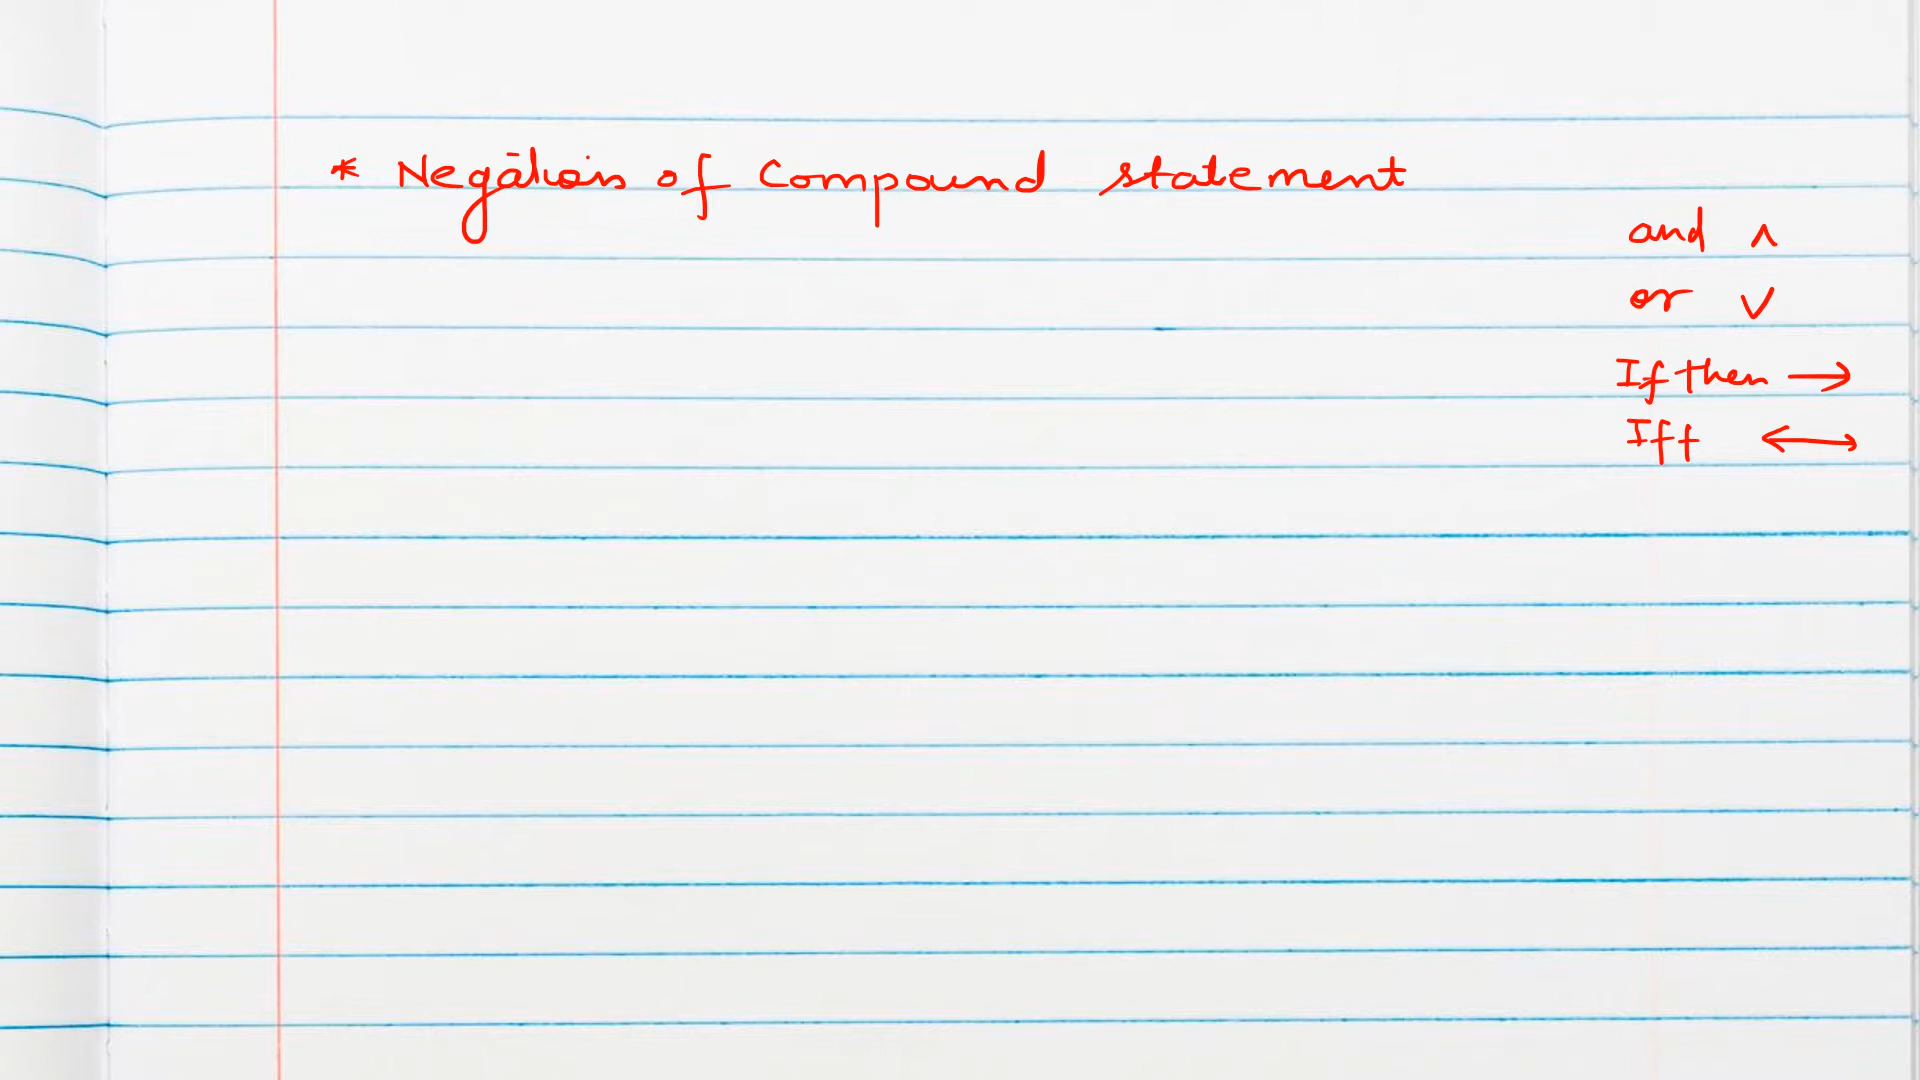 * Negation of Compound statement
and ∧
or ∨
If then →
Iff ↔